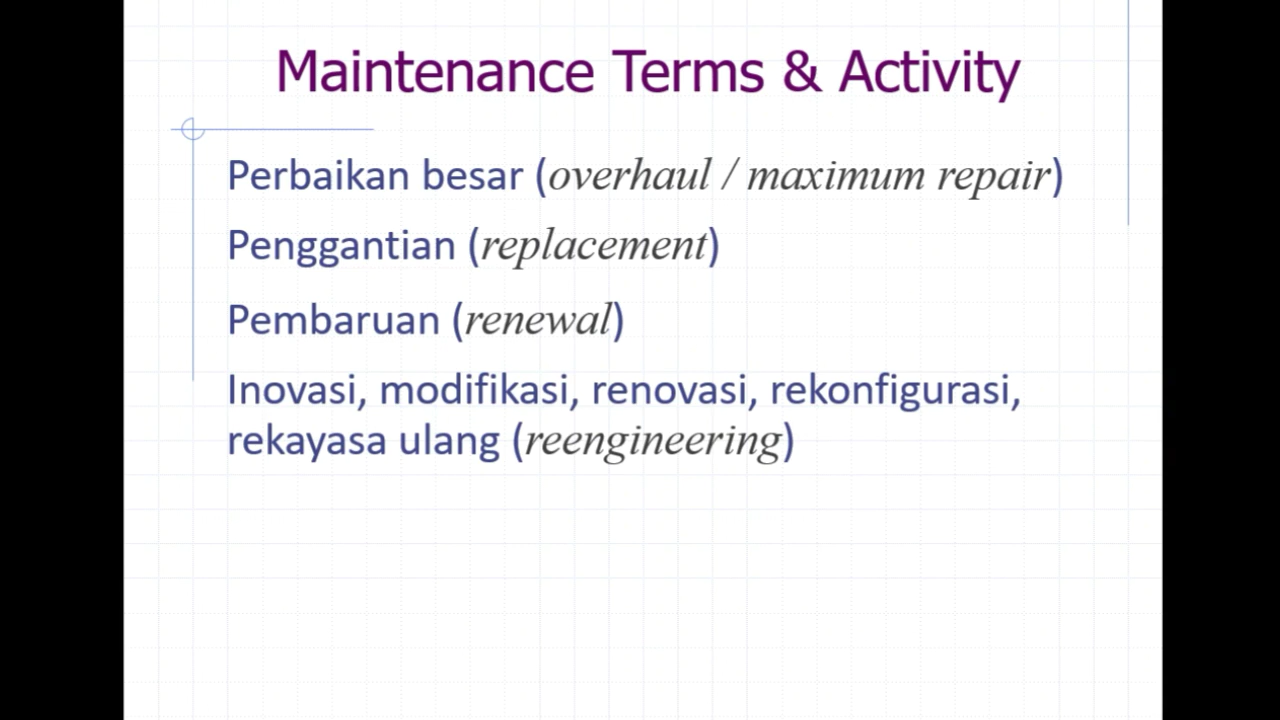 Maintenance Terms & Activity
Perbaikan besar (overhaul / maximum repair)
Penggantian (replacement)
Pembaruan (renewal)
Inovasi, modifikasi, renovasi, rekonfigurasi,
rekayasa ulang (reengineering)